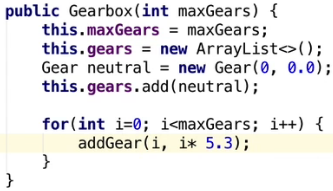 public Gearbox(int maxGears) {
    this.maxGears = maxGears;
    this.gears = new ArrayList<>();
    Gear neutral = new Gear(0, 0.0);
    this.gears.add(neutral);

    for(int i=0; i<maxGears; i++) {
        addGear(i, i* 5.3);
    }
}